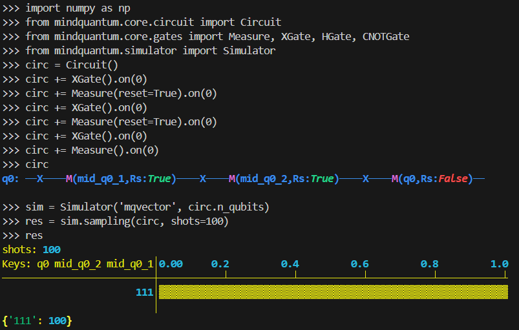 >>> import numpy as np
>>> from mindquantum.core.circuit import Circuit
>>> from mindquantum.core.gates import Measure, XGate, HGate, CNOTGate
>>> from mindquantum.simulator import Simulator
>>> circ = Circuit()
>>> circ += XGate().on(0)
>>> circ += Measure(reset=True).on(0)
>>> circ += XGate().on(0)
>>> circ += Measure(reset=True).on(0)
>>> circ += XGate().on(0)
>>> circ += Measure().on(0)
>>> circ
q0: ──X────M(mid_q0_1,Rs:True)────X────M(mid_q0_2,Rs:True)────X────M(q0,Rs:False)──
>>> sim = Simulator('mqvector', circ.n_qubits)
>>> res = sim.sampling(circ, shots=100)
>>> res
shots: 100
Keys: q0 mid_q0_2 mid_q0_1│0.00 0.2 0.4 0.6 0.8 1.0
111
{'111': 100}